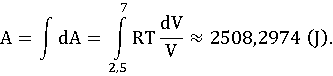 A = ∫ dA = ∫_{2,5}^{7} RT dV/V ≈ 2508,2974 (J).